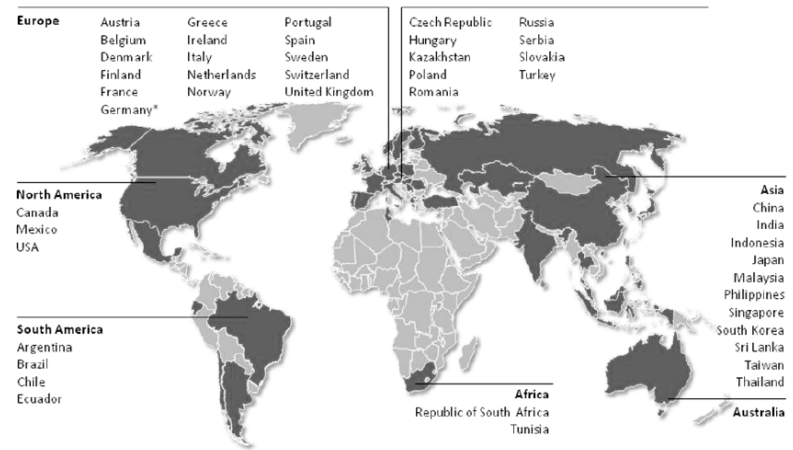 Europe
Austria
Belgium
Denmark
Finland
France
Germany*
Greece
Ireland
Italy
Netherlands
Norway
Portugal
Spain
Sweden
Switzerland
United Kingdom
Czech Republic
Hungary
Kazakhstan
Poland
Romania
Russia
Serbia
Slovakia
Turkey
North America
Canada
Mexico
USA
South America
Argentina
Brazil
Chile
Ecuador
Africa
Republic of South Africa
Tunisia
Asia
China
India
Indonesia
Japan
Malaysia
Philippines
Singapore
South Korea
Sri Lanka
Taiwan
Thailand
Australia